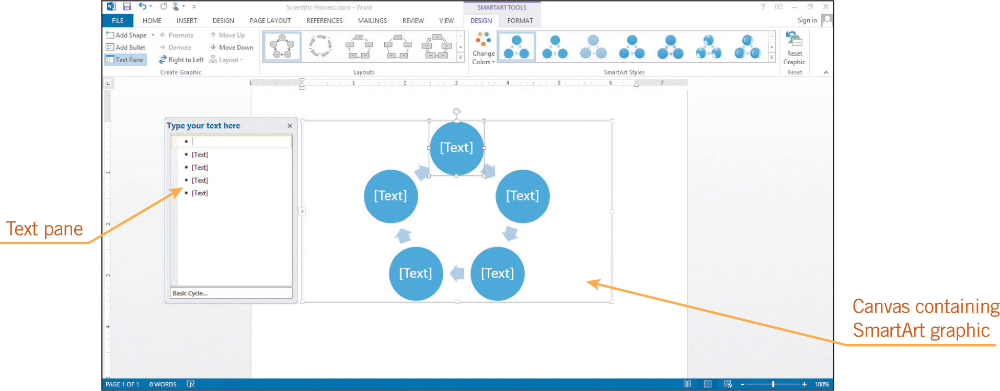 Scientific Process.docx - Word
SMARTART TOOLS
?
FILE HOME INSERT DESIGN PAGE LAYOUT REFERENCES MAILINGS REVIEW VIEW DESIGN FORMAT Sign in
Add Shape Promote Move Up
Add Bullet Demote Move Down
Text Pane Right to Left Layout
Create Graphic
Layouts
Change
Colors
SmartArt Styles
Reset
Graphic
Reset
1 1 2 3 4 5 6 7
1
2
3
4
Type your text here
• [Text]
• [Text]
• [Text]
• [Text]
Basic Cycle...
[Text]
[Text]
[Text]
[Text]
[Text]
Text pane
Canvas containing
SmartArt graphic
PAGE 1 OF 1 0 WORDS 100%